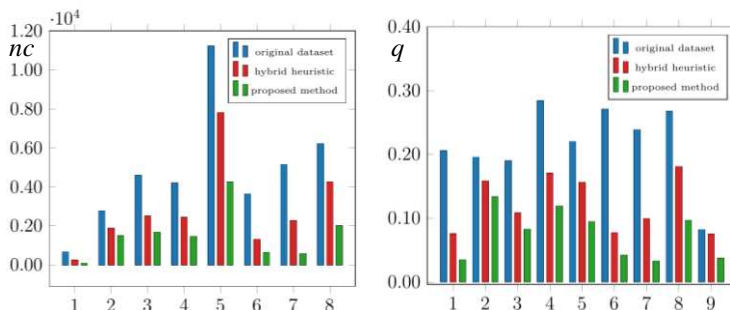 ·10⁴
1.20
nc
1.00
0.80
0.60
0.40
0.20
0.00
original dataset
hybrid heuristic
proposed method
1 2 3 4 5 6 7 8
0.40
q
0.30
0.20
0.10
0.00
original dataset
hybrid heuristic
proposed method
1 2 3 4 5 6 7 8 9